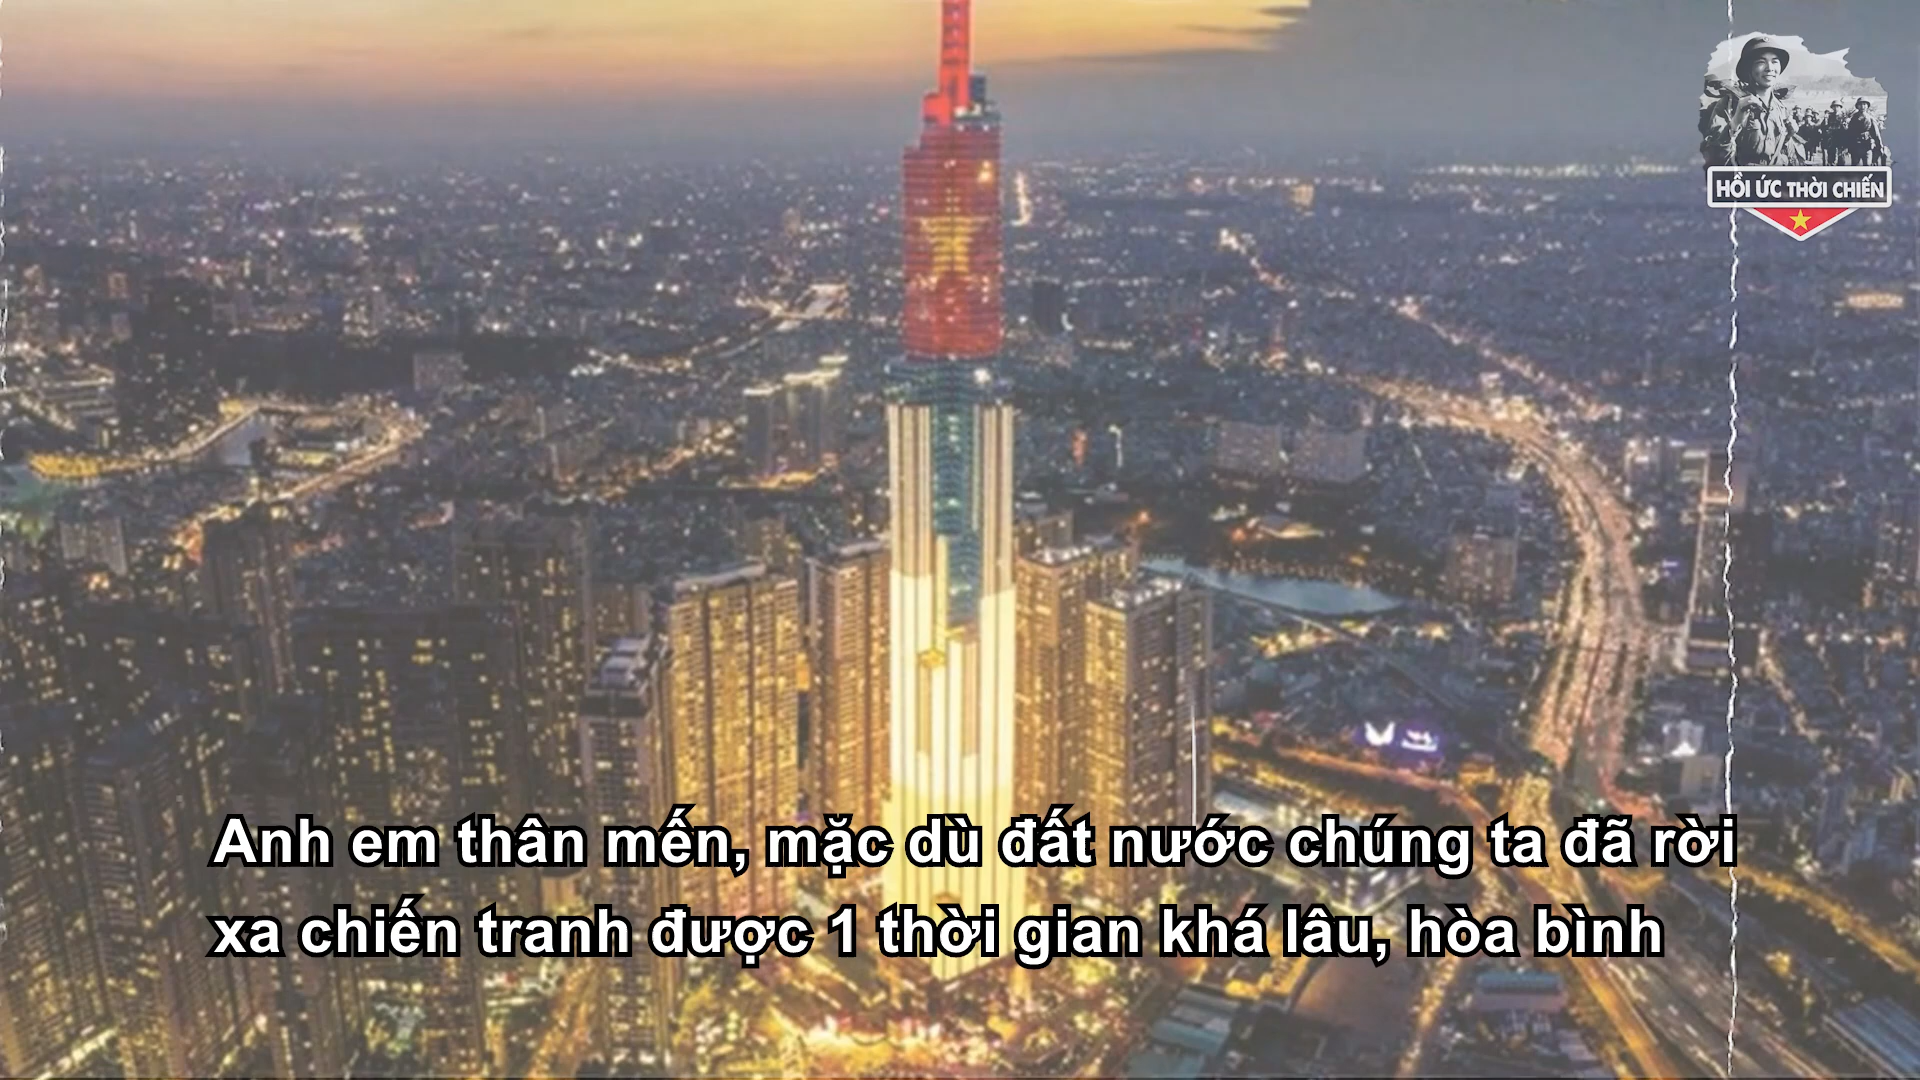 HỒI ỨC THỜI CHIẾN
Anh em thân mến, mặc dù đất nước chúng ta đã rời
xa chiến tranh được 1 thời gian khá lâu, hòa bình